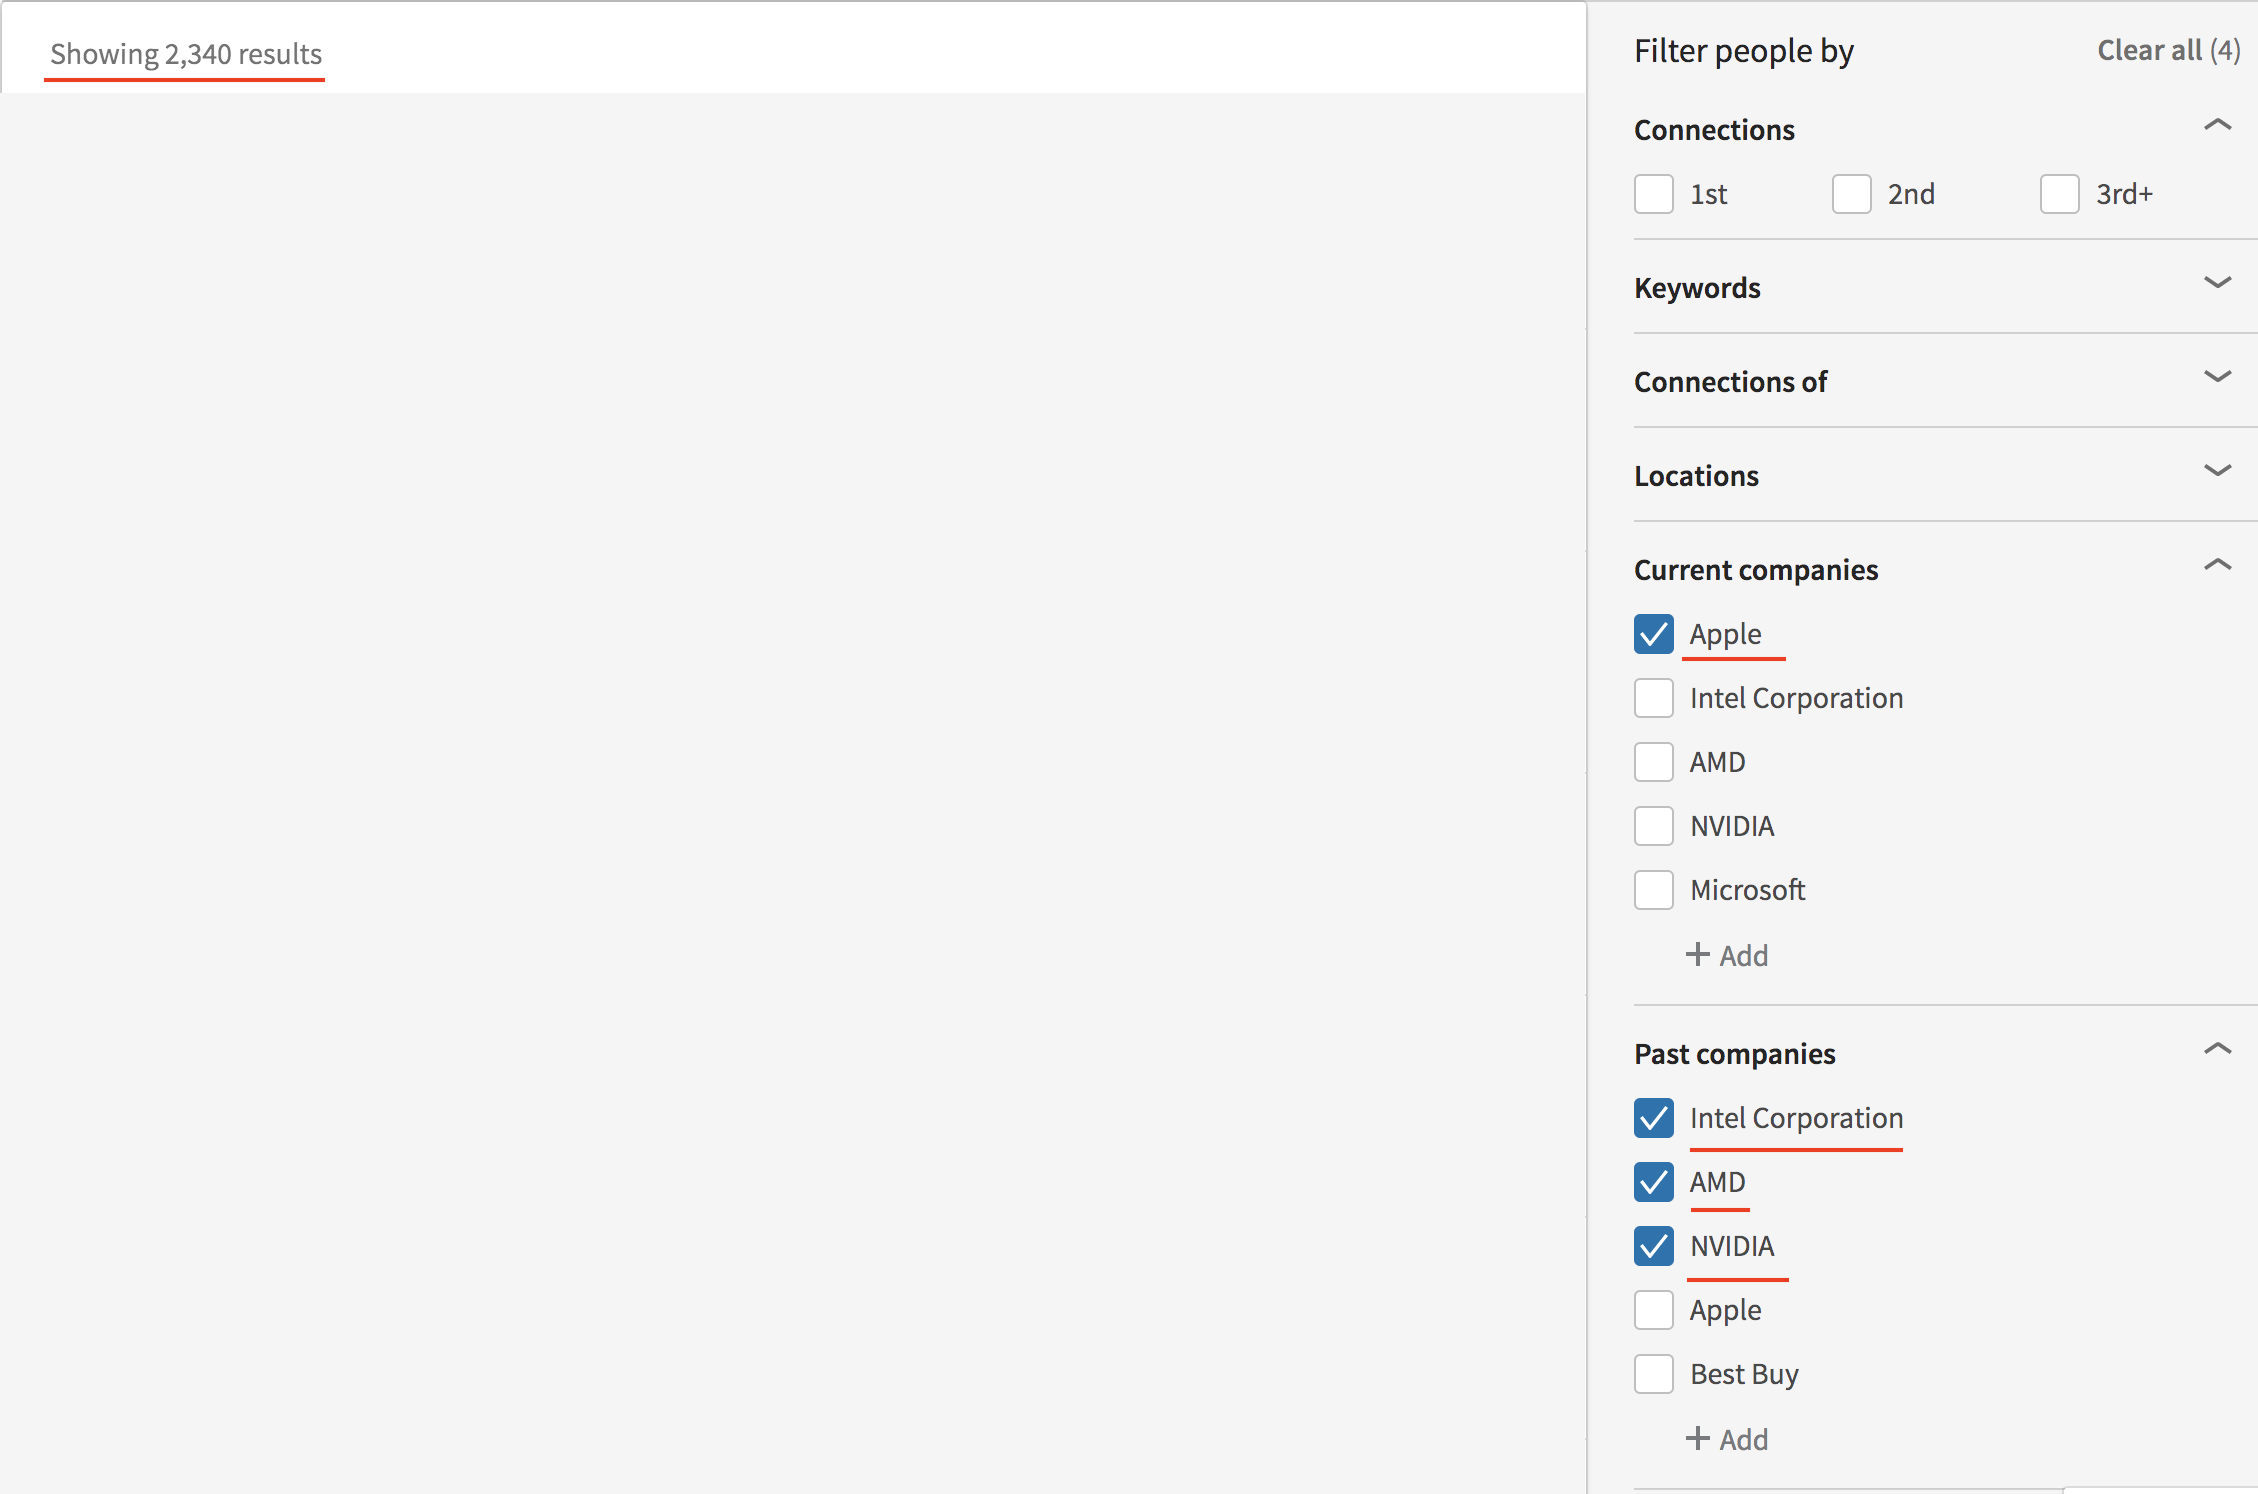 Showing 2,340 results
Filter people by
Clear all (4)
Connections
1st 2nd 3rd+
Keywords
Connections of
Locations
Current companies
Apple
Intel Corporation
AMD
NVIDIA
Microsoft
+ Add
Past companies
Intel Corporation
AMD
NVIDIA
Apple
Best Buy
+ Add